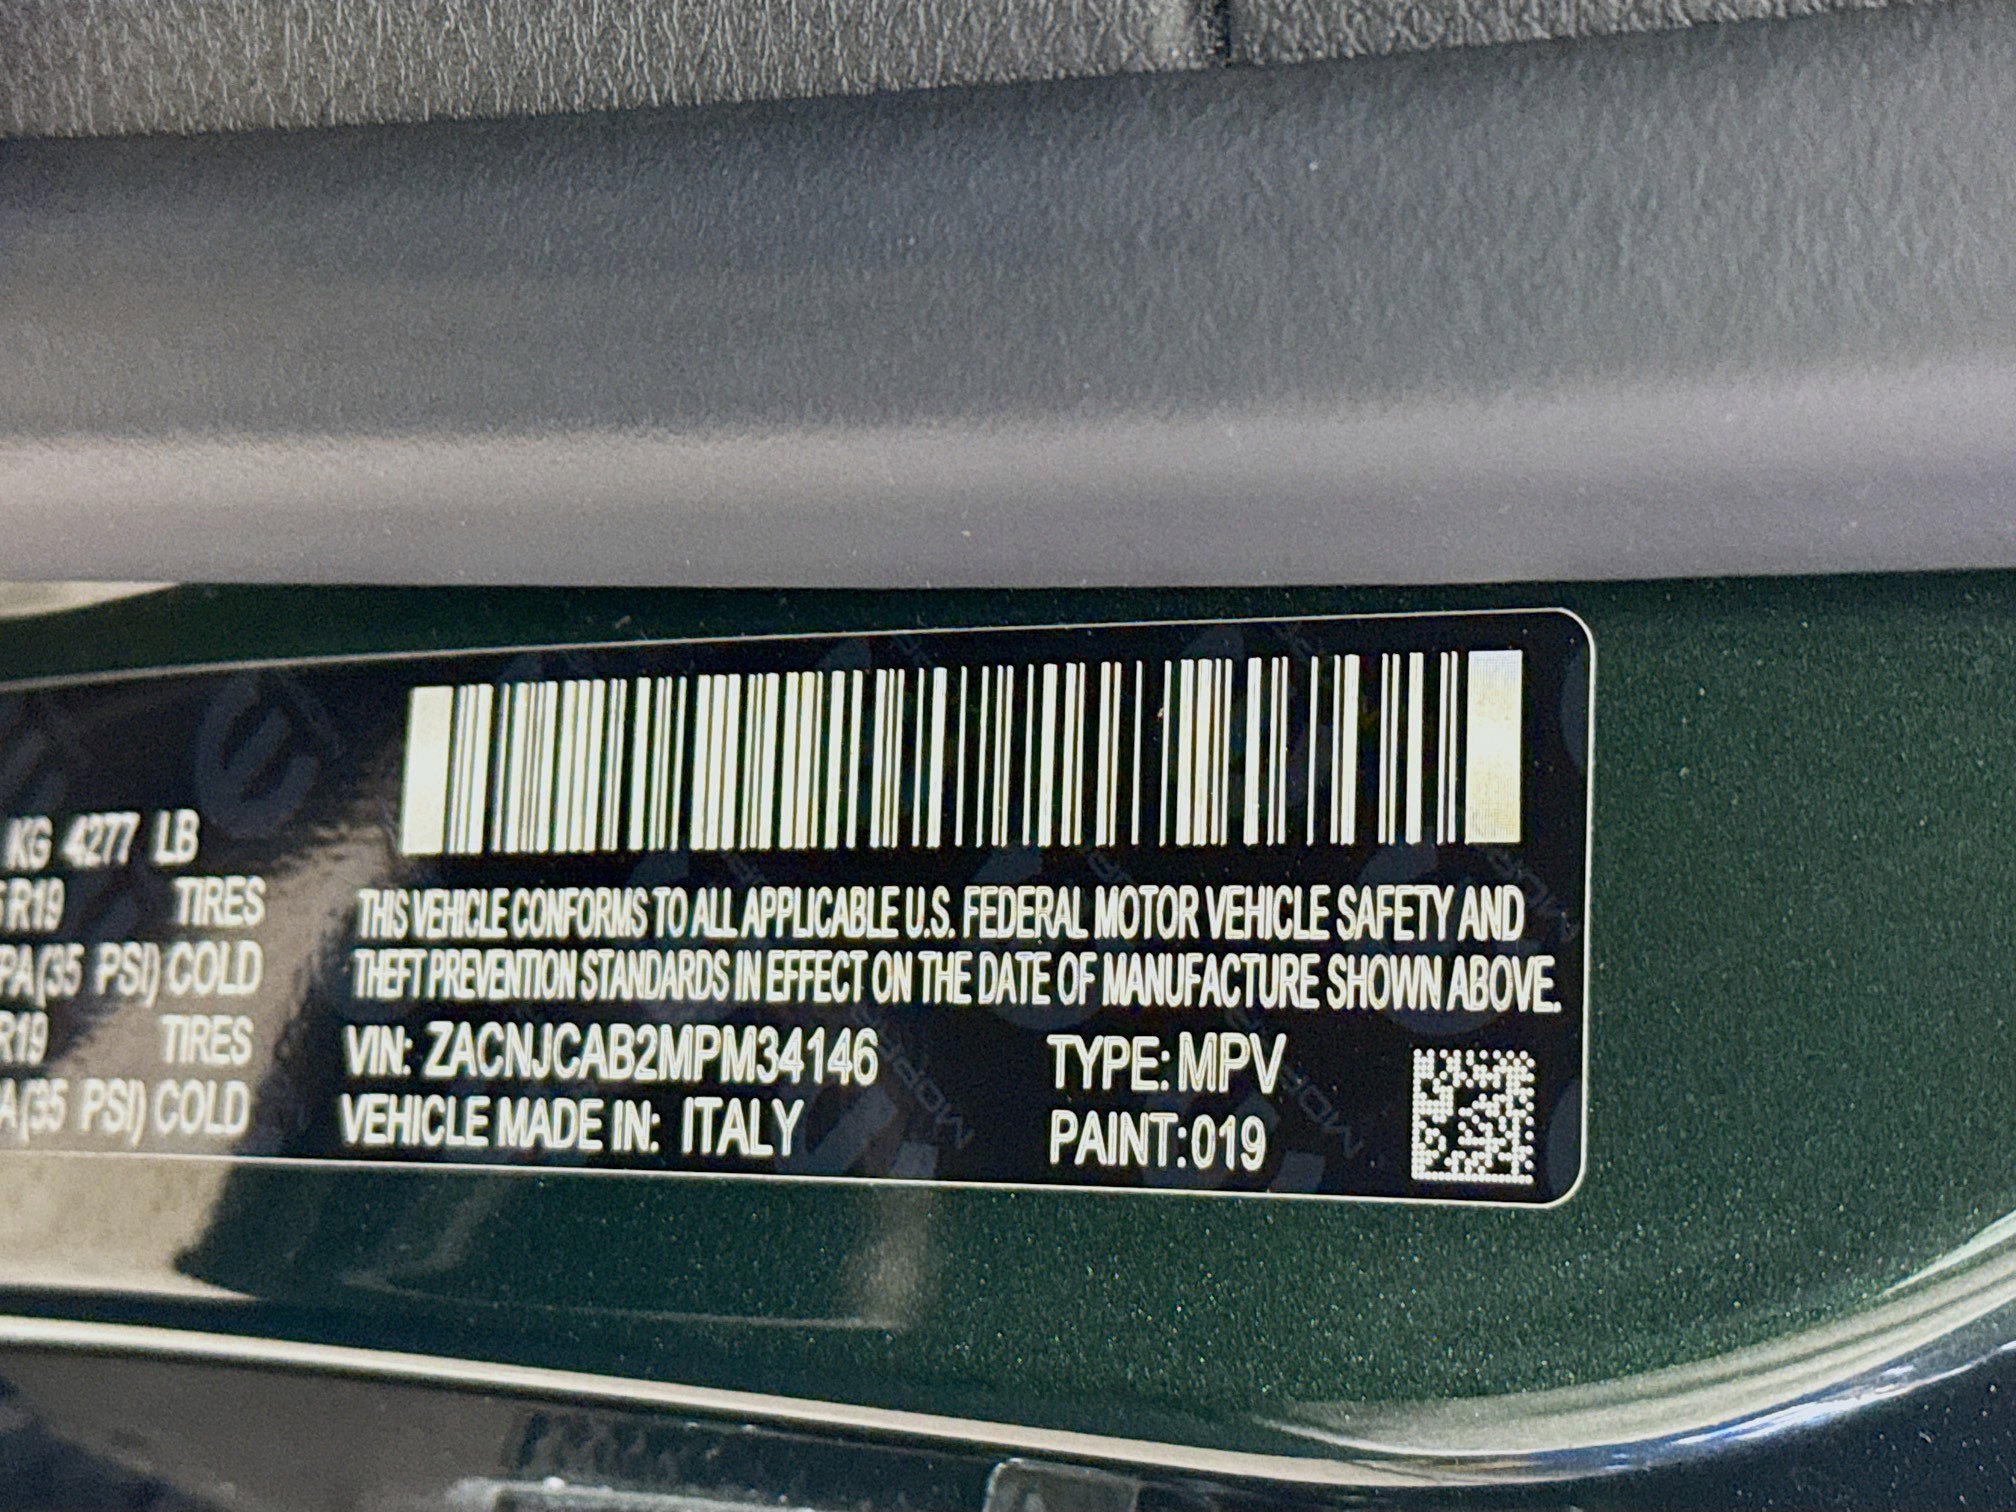 KG 4277 LB
R19 TIRES
PA(35 PSI) COLD
R19 TIRES
A(35 PSI) COLD
THIS VEHICLE CONFORMS TO ALL APPLICABLE U.S. FEDERAL MOTOR VEHICLE SAFETY AND
THEFT PREVENTION STANDARDS IN EFFECT ON THE DATE OF MANUFACTURE SHOWN ABOVE.
VIN: ZACNJCAB2MPM34146 TYPE: MPV
VEHICLE MADE IN: ITALY PAINT: 019